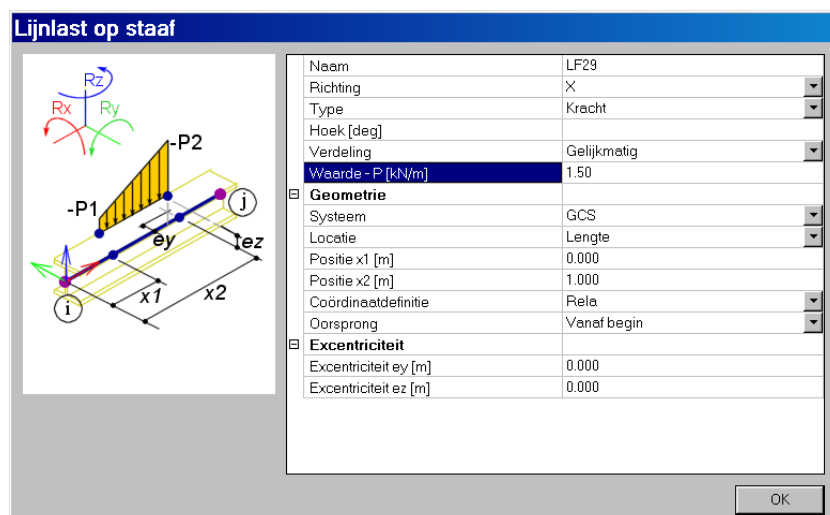 Lijnlast op staaf
Rz
Rx Ry
-P2
-P1
j
ey
ez
x1
x2
i
Naam LF29
Richting X
Type Kracht
Hoek [deg]
Verdeling Gelijkmatig
Waarde - P [kN/m] 1.50
Geometrie
Systeem GCS
Locatie Lengte
Positie x1 [m] 0.000
Positie x2 [m] 1.000
Coördinaatdefinitie Rela
Oorsprong Vanaf begin
Excentriciteit
Excentriciteit ey [m] 0.000
Excentriciteit ez [m] 0.000
OK